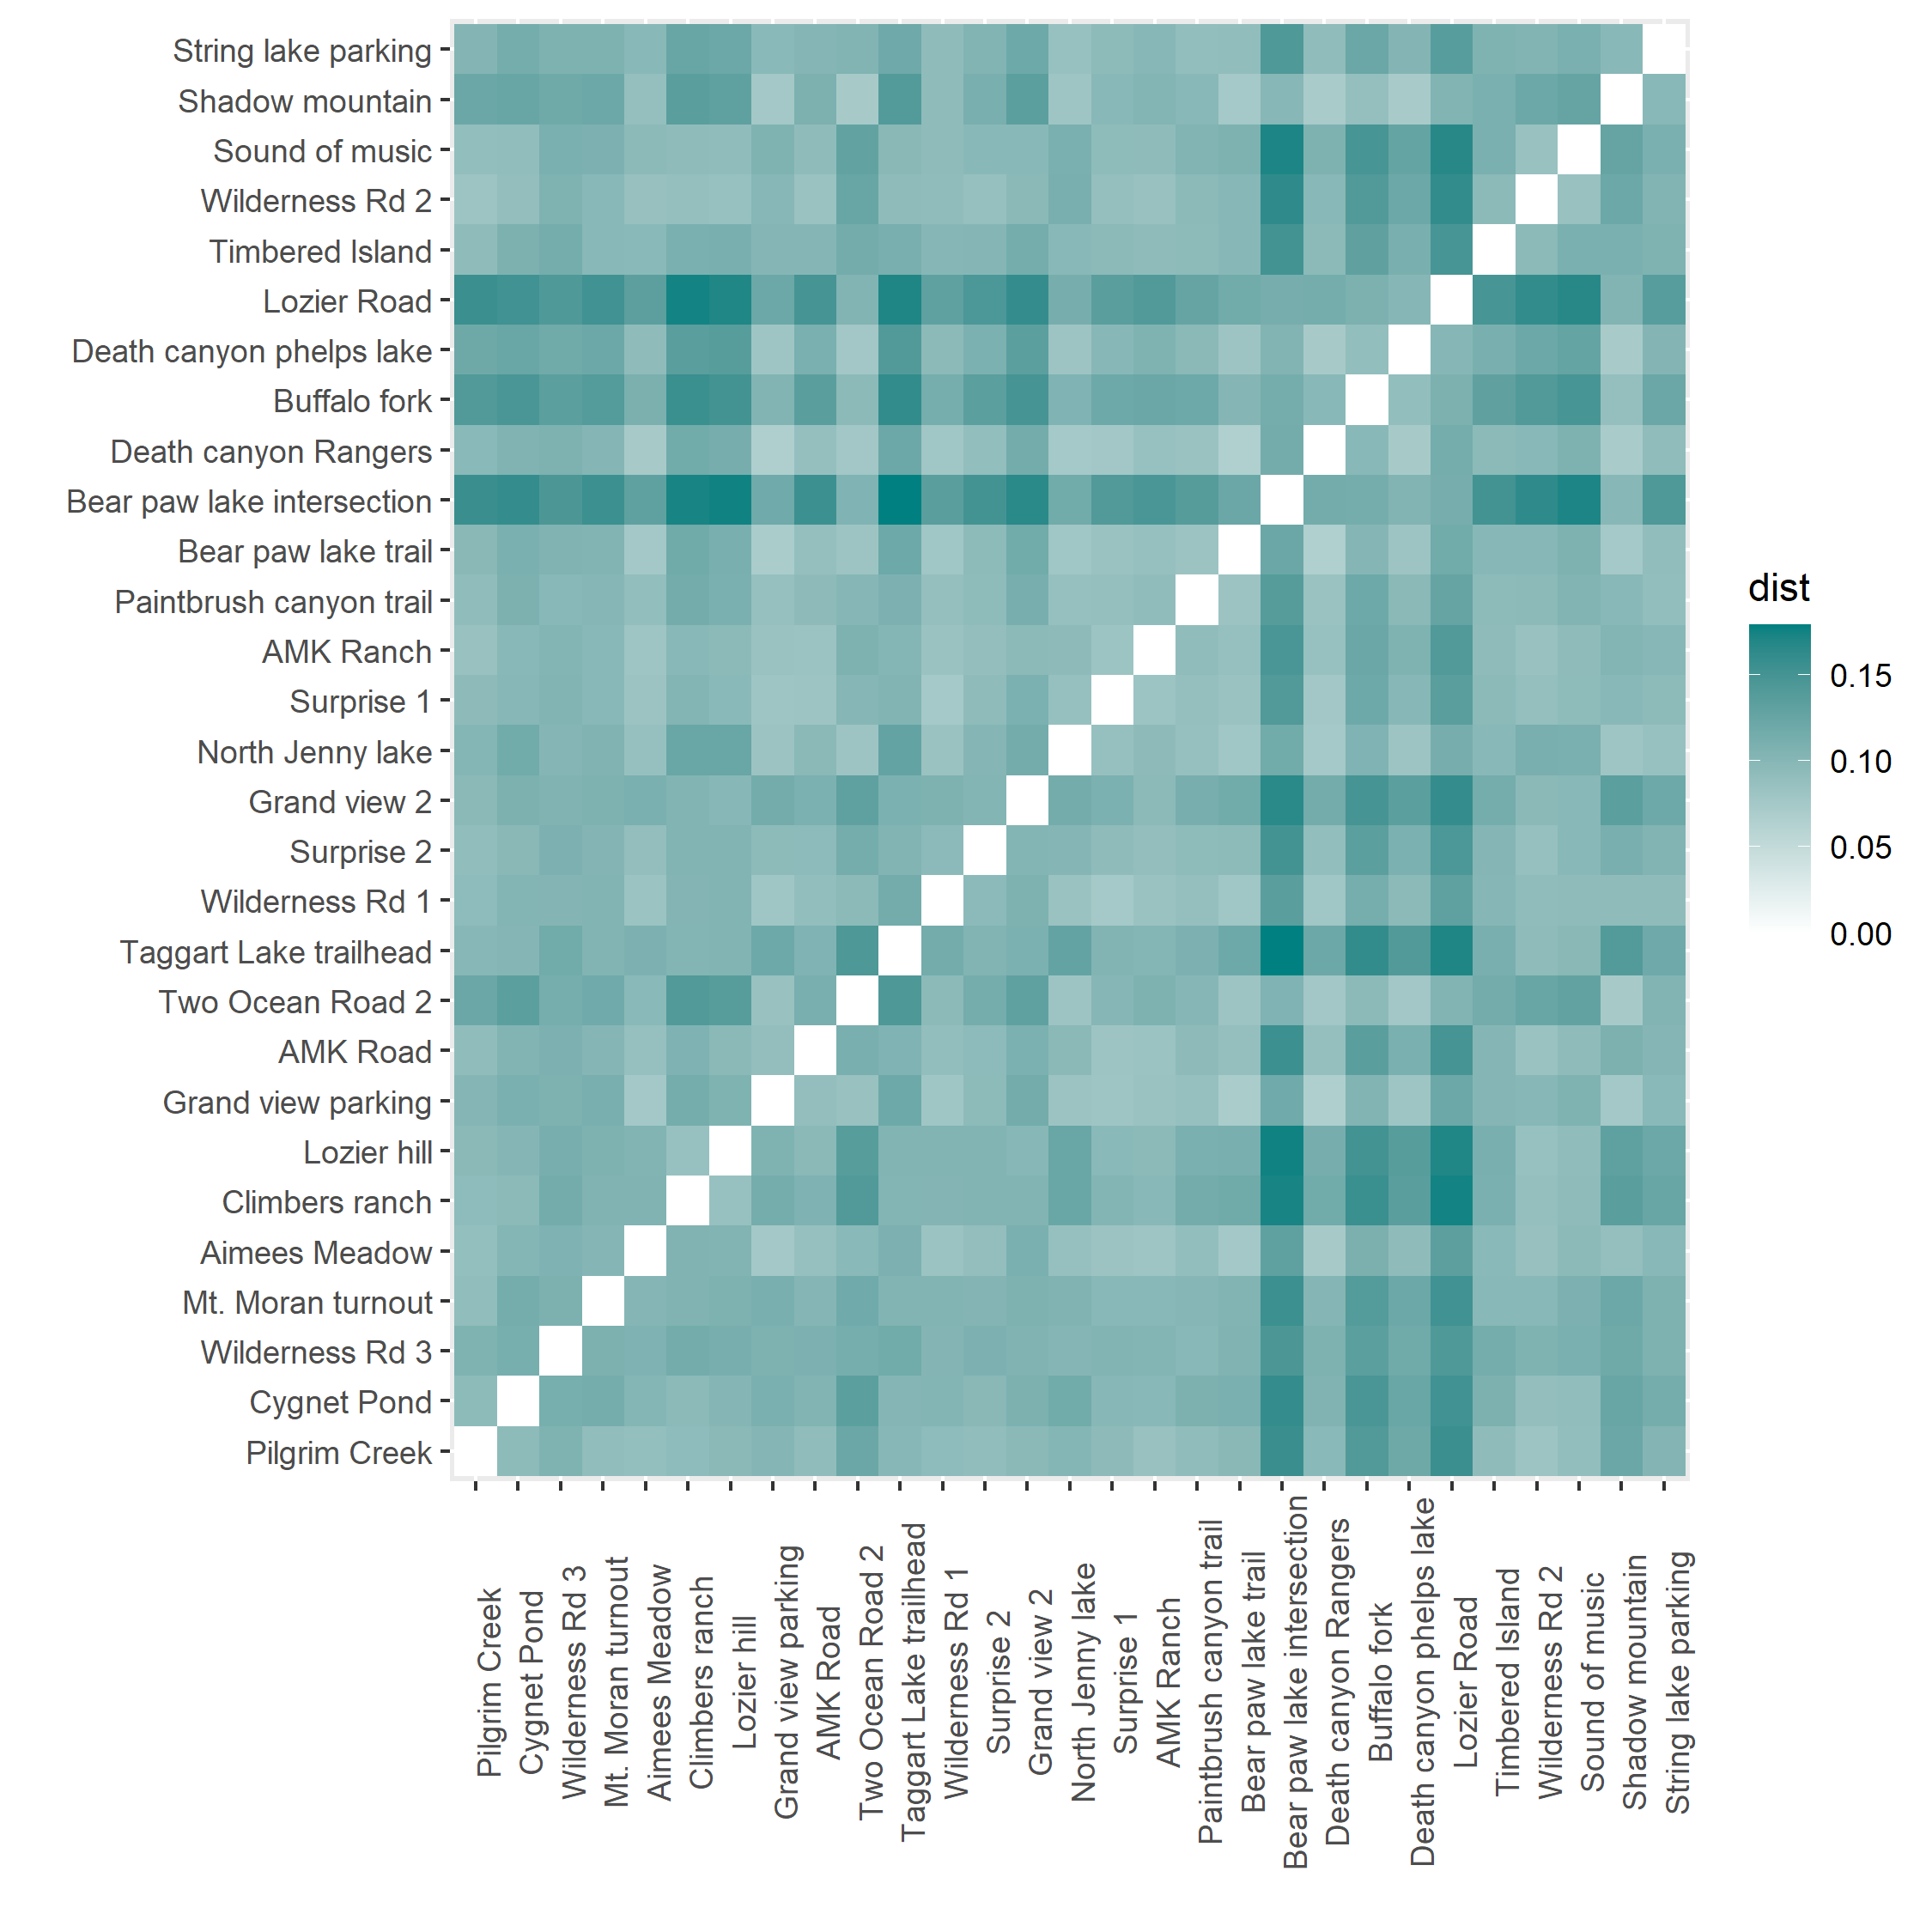 String lake parking
Shadow mountain
Sound of music
Wilderness Rd 2
Timbered Island
Lozier Road
Death canyon phelps lake
Buffalo fork
Death canyon Rangers
Bear paw lake intersection
Bear paw lake trail
Paintbrush canyon trail
AMK Ranch
Surprise 1
North Jenny lake
Grand view 2
Surprise 2
Wilderness Rd 1
Taggart Lake trailhead
Two Ocean Road 2
AMK Road
Grand view parking
Lozier hill
Climbers ranch
Aimees Meadow
Mt. Moran turnout
Wilderness Rd 3
Cygnet Pond
Pilgrim Creek
Pilgrim Creek
Cygnet Pond
Wilderness Rd 3
Mt. Moran turnout
Aimees Meadow
Climbers ranch
Lozier hill
Grand view parking
AMK Road
Two Ocean Road 2
Taggart Lake trailhead
Wilderness Rd 1
Surprise 2
Grand view 2
North Jenny lake
Surprise 1
AMK Ranch
Paintbrush canyon trail
Bear paw lake trail
Bear paw lake intersection
Death canyon Rangers
Buffalo fork
Death canyon phelps lake
Lozier Road
Timbered Island
Wilderness Rd 2
Sound of music
Shadow mountain
String lake parking
dist
0.15
0.10
0.05
0.00